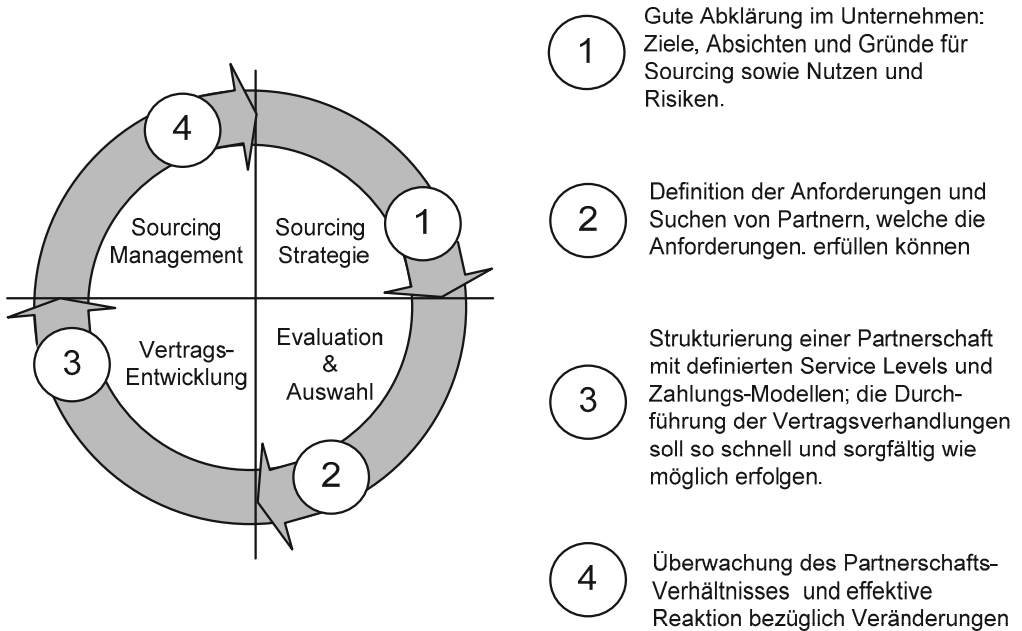 4
Sourcing
Management
Sourcing
Strategie
1
3
Vertrags-
Entwicklung
Evaluation
&
Auswahl
2
1
Gute Abklärung im Unternehmen:
Ziele, Absichten und Gründe für
Sourcing sowie Nutzen und
Risiken.
2
Definition der Anforderungen und
Suchen von Partnern, welche die
Anforderungen. erfüllen können
3
Strukturierung einer Partnerschaft
mit definierten Service Levels und
Zahlungs-Modellen; die Durch-
führung der Vertragsverhandlungen
soll so schnell und sorgfältig wie
möglich erfolgen.
4
Überwachung des Partnerschafts-
Verhältnisses und effektive
Reaktion bezüglich Veränderungen